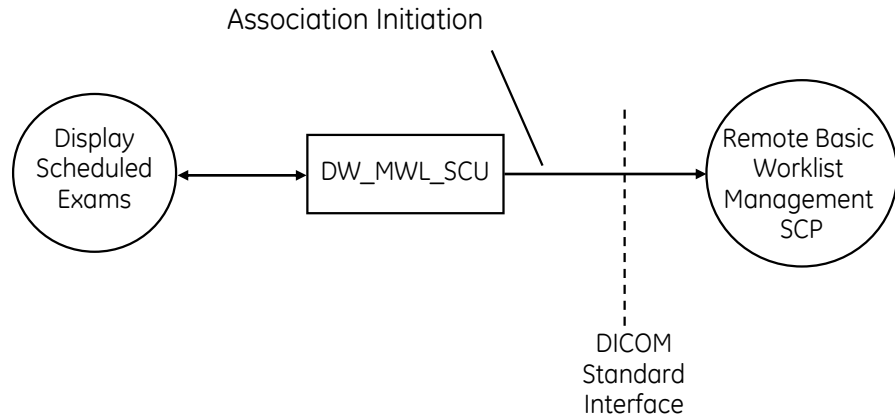 Association Initiation
Display
Scheduled
Exams
DW_MWL_SCU
Remote Basic
Worklist
Management
SCP
DICOM
Standard
Interface